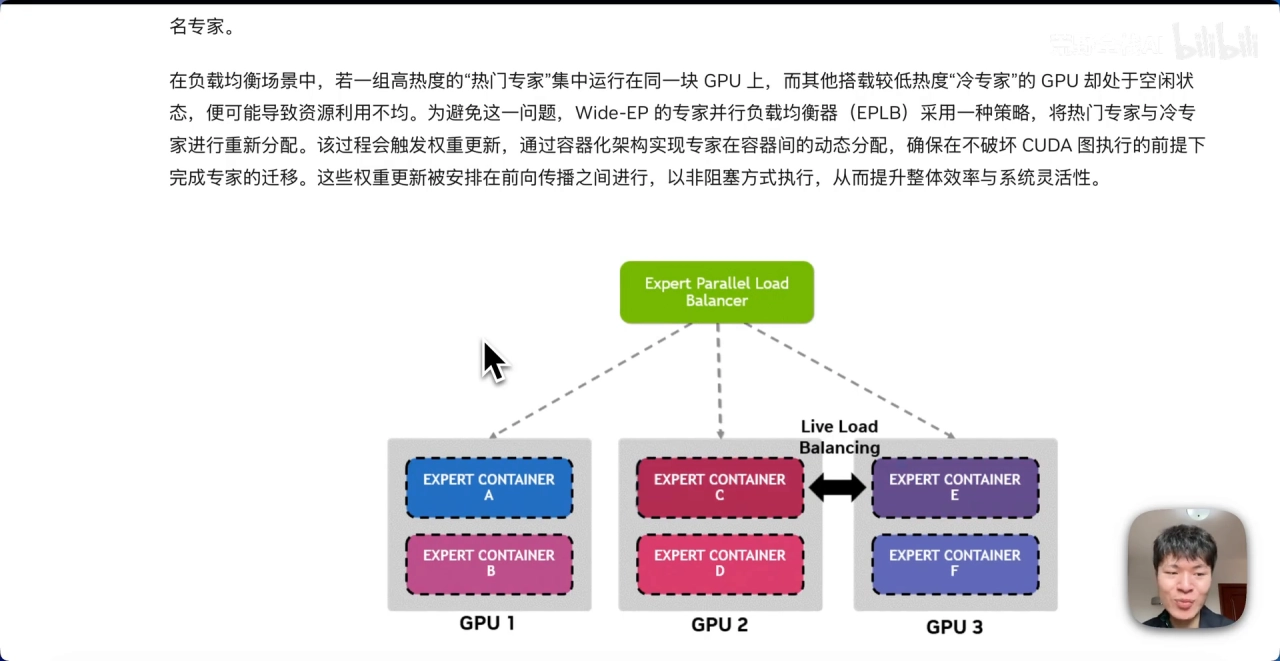 名专家。
在负载均衡场景中，若一组高热度的“热门专家”集中运行在同一块 GPU 上，而其他搭载较低热度“冷专家”的 GPU 却处于空闲状
态，便可能导致资源利用不均。为避免这一问题，Wide-EP 的专家并行负载均衡器（EPLB）采用一种策略，将热门专家与冷专
家进行重新分配。该过程会触发权重更新，通过容器化架构实现专家在容器间的动态分配，确保在不破坏 CUDA 图执行的前提下
完成专家的迁移。这些权重更新被安排在前向传播之间进行，以非阻塞方式执行，从而提升整体效率与系统灵活性。
bilibili
Expert Parallel Load
Balancer
Live Load
Balancing
EXPERT CONTAINER
A
EXPERT CONTAINER
B
GPU 1
EXPERT CONTAINER
C
EXPERT CONTAINER
D
GPU 2
EXPERT CONTAINER
E
EXPERT CONTAINER
F
GPU 3